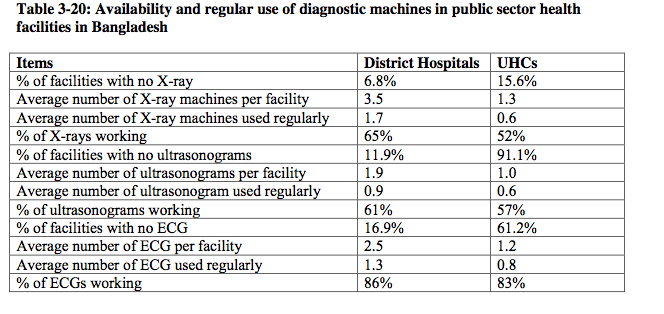 Table 3-20: Availability and regular use of diagnostic machines in public sector health
facilities in Bangladesh
Items District Hospitals UHCs
% of facilities with no X-ray 6.8% 15.6%
Average number of X-ray machines per facility 3.5 1.3
Average number of X-ray machines used regularly 1.7 0.6
% of X-rays working 65% 52%
% of facilities with no ultrasonograms 11.9% 91.1%
Average number of ultrasonograms per facility 1.9 1.0
Average number of ultrasonogram used regularly 0.9 0.6
% of ultrasonograms working 61% 57%
% of facilities with no ECG 16.9% 61.2%
Average number of ECG per facility 2.5 1.2
Average number of ECG used regularly 1.3 0.8
% of ECGs working 86% 83%